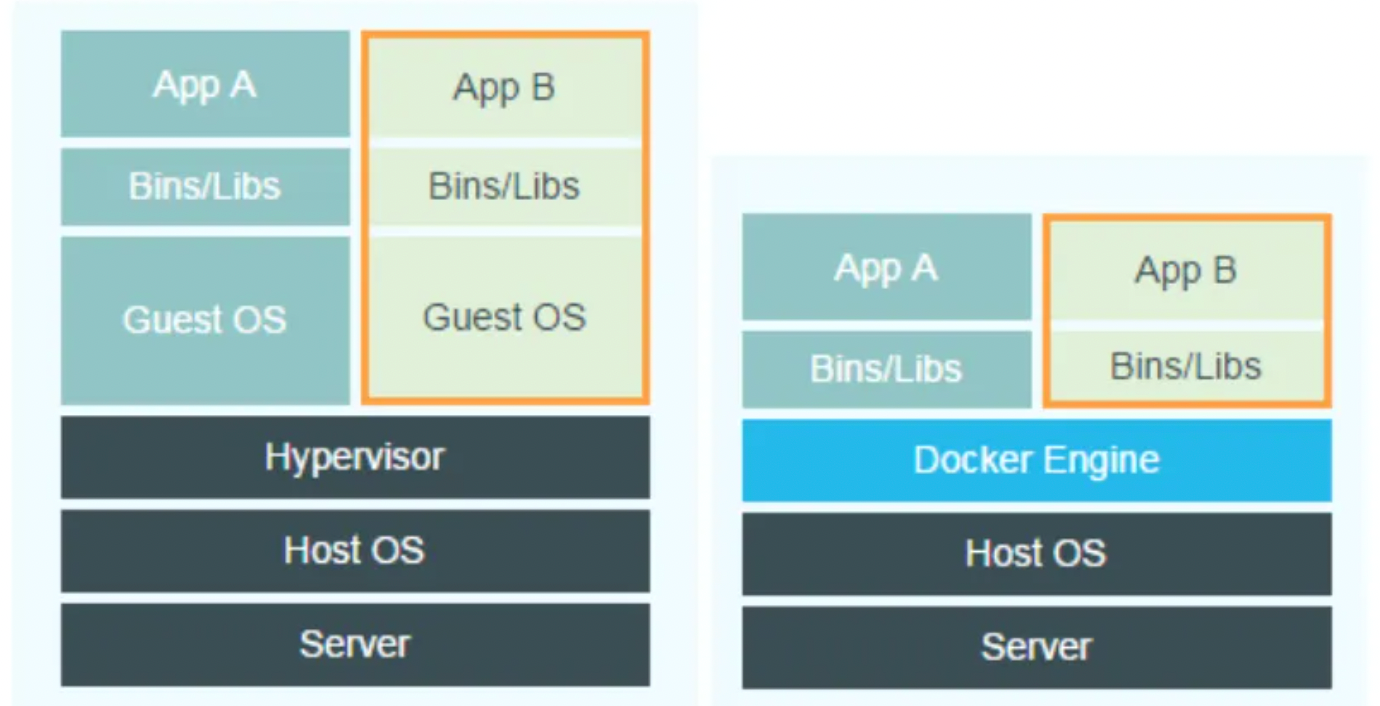 App A
App B
Bins/Libs
Bins/Libs
Guest OS
Guest OS
Hypervisor
Host OS
Server
App A
App B
Bins/Libs
Bins/Libs
Docker Engine
Host OS
Server